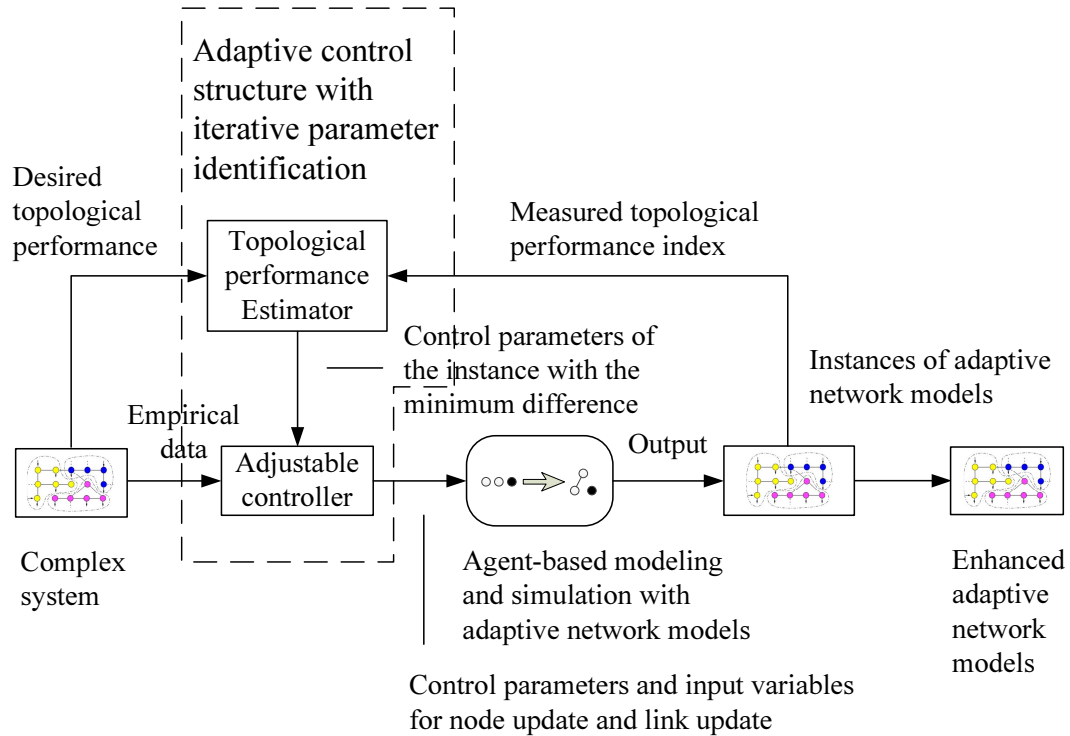 Adaptive control
structure with
iterative parameter
identification
Desired
topological
performance
Topological
performance
Estimator
Measured topological
performance index
Control parameters of
the instance with the
minimum difference
Instances of adaptive
network models
Empirical
data
Adjustable
controller
Output
Complex
system
Agent-based modeling
and simulation with
adaptive network models
Enhanced
adaptive
network
models
Control parameters and input variables
for node update and link update